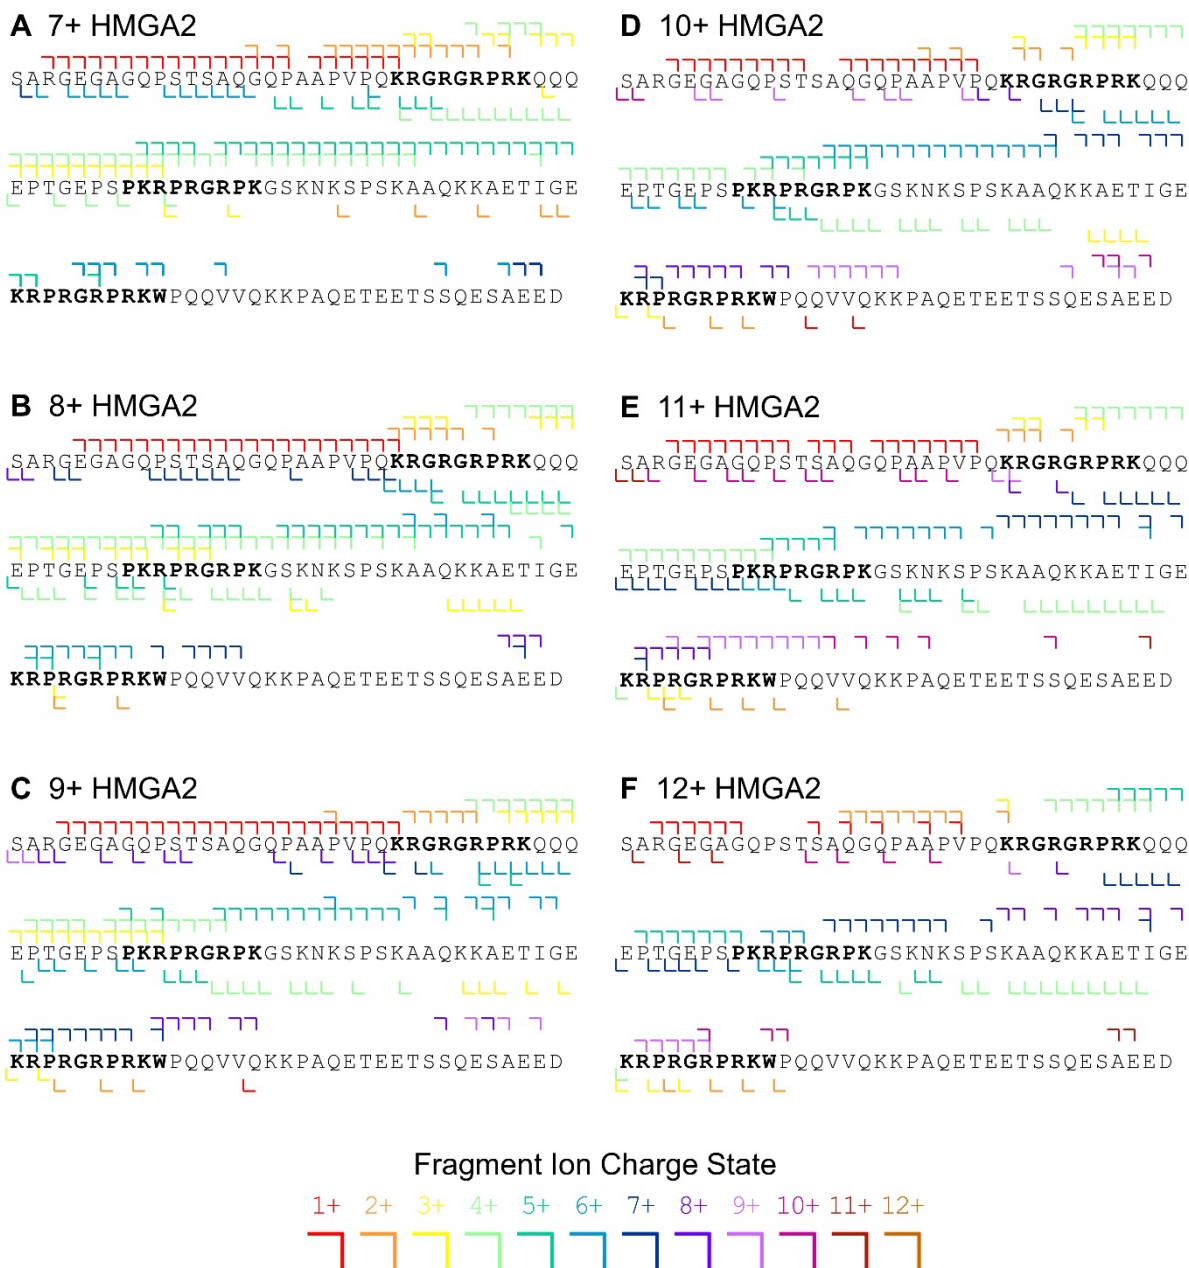 A 7+ HMGA2
SARGEGAGQPSTSAQGQPAAPVPQKRGRGRPRKQQQ
EPTGEPSPKRPRGRPKGSKNKSPSKAAQKKAETIGE
KRPRGRPRKWPQQVVQKKPAQETEETSSQESAEED
B 8+ HMGA2
SARGEGAGQPSTSAQGQPAAPVPQKRGRGRPRKQQQ
EPTGEPSPKRPRGRPKGSKNKSPSKAAQKKAETIGE
KRPRGRPRKWPQQVVQKKPAQETEETSSQESAEED
C 9+ HMGA2
SARGEGAGQPSTSAQGQPAAPVPQKRGRGRPRKQQQ
EPTGEPSPKRPRGRPKGSKNKSPSKAAQKKAETIGE
KRPRGRPRKWPQQVVQKKPAQETEETSSQESAEED
D 10+ HMGA2
SARGEGAGQPSTSAQGQPAAPVPQKRGRGRPRKQQQ
EPTGEPSPKRPRGRPKGSKNKSPSKAAQKKAETIGE
KRPRGRPRKWPQQVVQKKPAQETEETSSQESAEED
E 11+ HMGA2
SARGEGAGQPSTSAQGQPAAPVPQKRGRGRPRKQQQ
EPTGEPSPKRPRGRPKGSKNKSPSKAAQKKAETIGE
KRPRGRPRKWPQQVVQKKPAQETEETSSQESAEED
F 12+ HMGA2
SARGEGAGQPSTSAQGQPAAPVPQKRGRGRPRKQQQ
EPTGEPSPKRPRGRPKGSKNKSPSKAAQKKAETIGE
KRPRGRPRKWPQQVVQKKPAQETEETSSQESAEED
Fragment Ion Charge State
1+ 2+ 3+ 4+ 5+ 6+ 7+ 8+ 9+ 10+ 11+ 12+